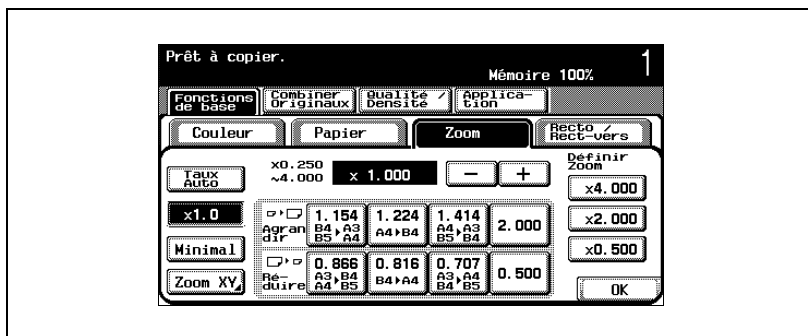 Prêt à copier.
Mémoire 100%
1
Fonctions de base
Combiner Originaux
Qualité / Densité
Applica-
tion
Couleur
Papier
Zoom
Recto / Rect-vers
Taux Auto
x0.250
~4.000
x 1.000
− +
Définir Zoom
x4.000
x1.0
Agran
dir
1.154
B4▸A3
B5▸A4
1.224
A4▸B4
1.414
A4▸A3
B5▸B4
2.000
x2.000
Minimal
x0.500
Zoom XY
Ré-
duire
0.866
A3▸B4
A4▸B5
0.816
B4▸A4
0.707
A3▸A4
B4▸B5
0.500
OK